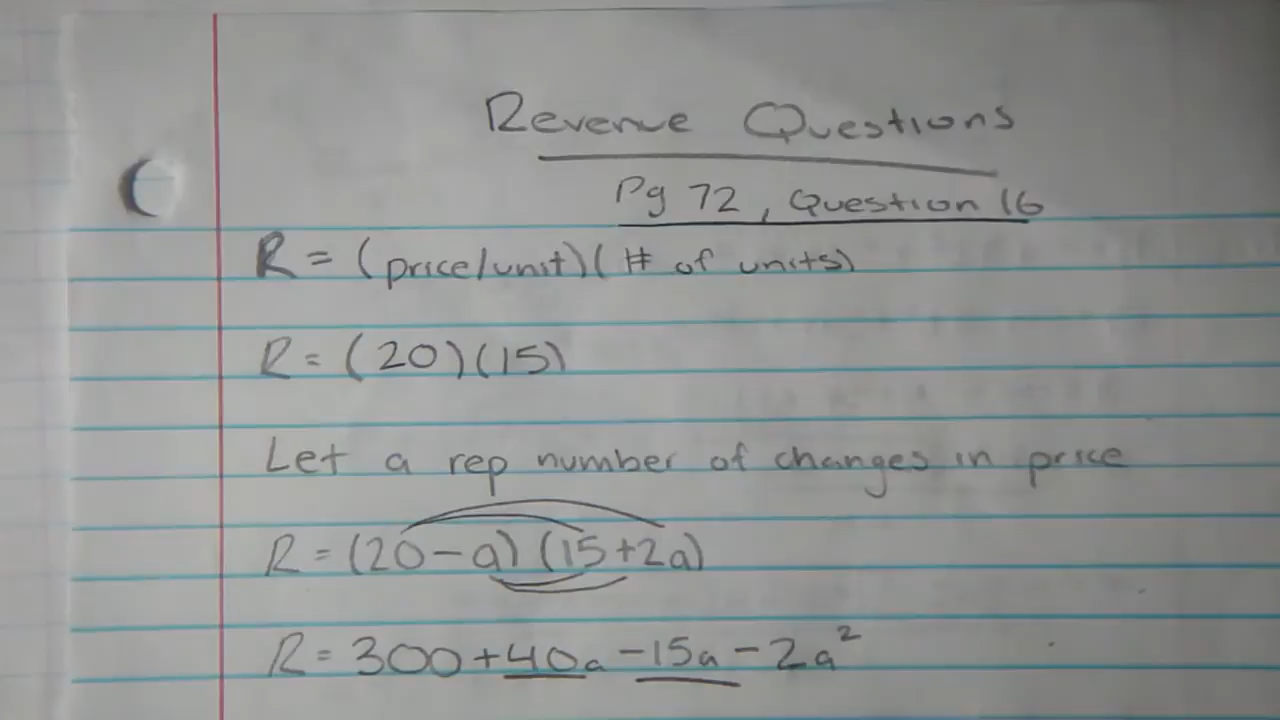 Revenue Questions
Pg 72, Question 16
R = (price/unit)(# of units)
R = (20)(15)
Let a rep number of changes in price
R = (20-a)(15+2a)
R = 300+40a-15a-2a²